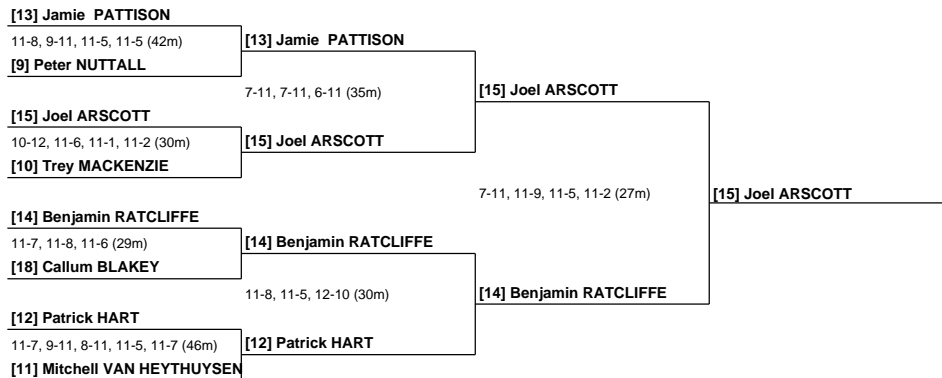 [13] Jamie  PATTISON
11-8, 9-11, 11-5, 11-5 (42m)
[9] Peter NUTTALL
[13] Jamie  PATTISON
7-11, 7-11, 6-11 (35m)
[15] Joel ARSCOTT
[15] Joel ARSCOTT
10-12, 11-6, 11-1, 11-2 (30m)
[10] Trey MACKENZIE
[15] Joel ARSCOTT
7-11, 11-9, 11-5, 11-2 (27m)
[15] Joel ARSCOTT
[14] Benjamin RATCLIFFE
11-7, 11-8, 11-6 (29m)
[18] Callum BLAKEY
[14] Benjamin RATCLIFFE
11-8, 11-5, 12-10 (30m)
[14] Benjamin RATCLIFFE
[12] Patrick HART
11-7, 9-11, 8-11, 11-5, 11-7 (46m)
[11] Mitchell VAN HEYTHUYSEN
[12] Patrick HART